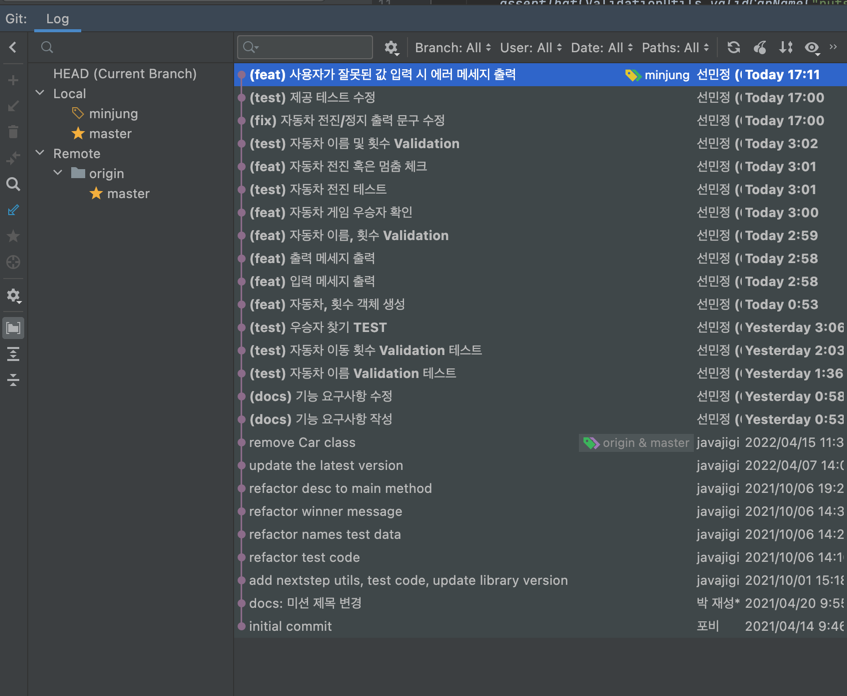 assertThat(ValidationUtils.validCarName("nuts
Git: Log
Branch: All User: All Date: All Paths: All
HEAD (Current Branch)
Local
minjung
master
Remote
origin
master
(feat) 사용자가 잘못된 값 입력 시 에러 메세지 출력 minjung 선민정 ( Today 17:11
(test) 제공 테스트 수정 선민정 ( Today 17:00
(fix) 자동차 전진/정지 출력 문구 수정 선민정 ( Today 17:00
(test) 자동차 이름 및 횟수 Validation 선민정 ( Today 3:02
(feat) 자동차 전진 혹은 멈춤 체크 선민정 ( Today 3:01
(test) 자동차 전진 테스트 선민정 ( Today 3:01
(feat) 자동차 게임 우승자 확인 선민정 ( Today 3:00
(feat) 자동차 이름, 횟수 Validation 선민정 ( Today 2:59
(feat) 출력 메세지 출력 선민정 ( Today 2:58
(feat) 입력 메세지 출력 선민정 ( Today 2:58
(feat) 자동차, 횟수 객체 생성 선민정 ( Today 0:53
(test) 우승자 찾기 TEST 선민정 ( Yesterday 3:06
(test) 자동차 이동 횟수 Validation 테스트 선민정 ( Yesterday 2:03
(test) 자동차 이름 Validation 테스트 선민정 ( Yesterday 1:36
(docs) 기능 요구사항 수정 선민정 ( Yesterday 0:58
(docs) 기능 요구사항 작성 선민정 ( Yesterday 0:53
remove Car class origin & master javajigi 2022/04/15 11:3
update the latest version javajigi 2022/04/07 14:0
refactor desc to main method javajigi 2021/10/06 19:2
refactor winner message javajigi 2021/10/06 14:3
refactor names test data javajigi 2021/10/06 14:2
refactor test code javajigi 2021/10/06 14:1
add nextstep utils, test code, update library version javajigi 2021/10/01 15:18
docs: 미션 제목 변경 박 재성* 2021/04/20 9:55
initial commit 포비 2021/04/14 9:46